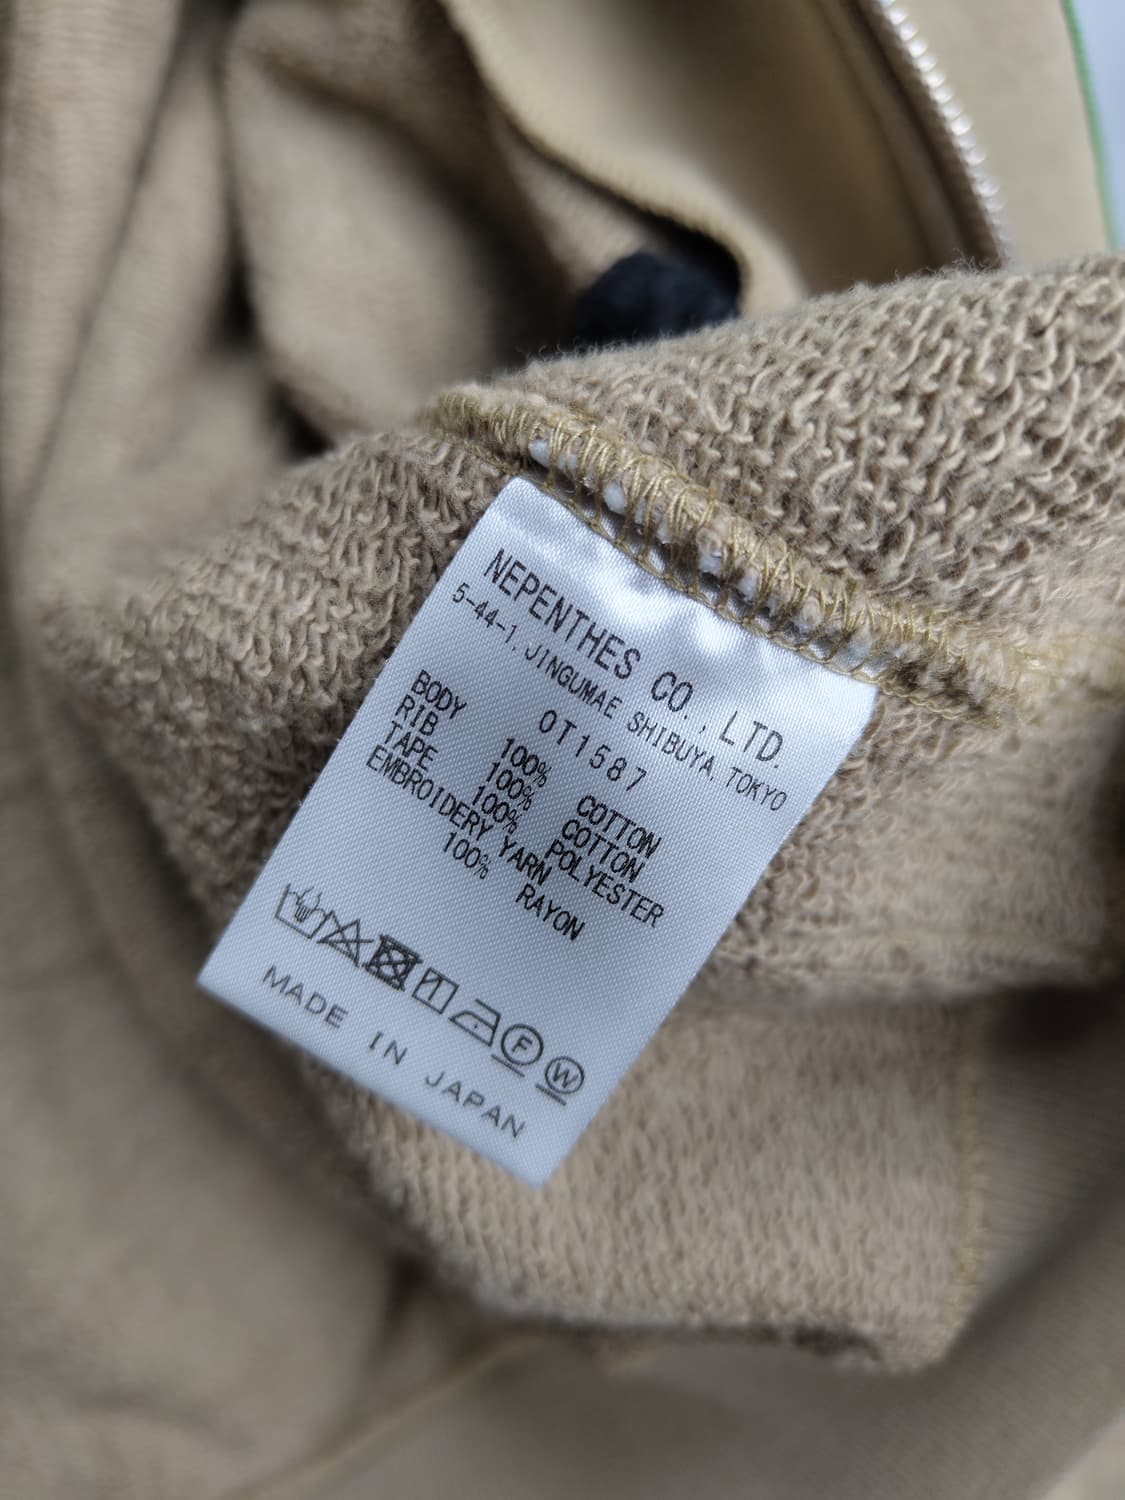 NEPENTHES CO., LTD.
5-44-1, JINGUMAE SHIBUYA, TOKYO
OT1587
BODY 100% COTTON
RIB 100% COTTON
TAPE 100% POLYESTER
EMBROIDERY YARN
100% RAYON
F W
MADE IN JAPAN